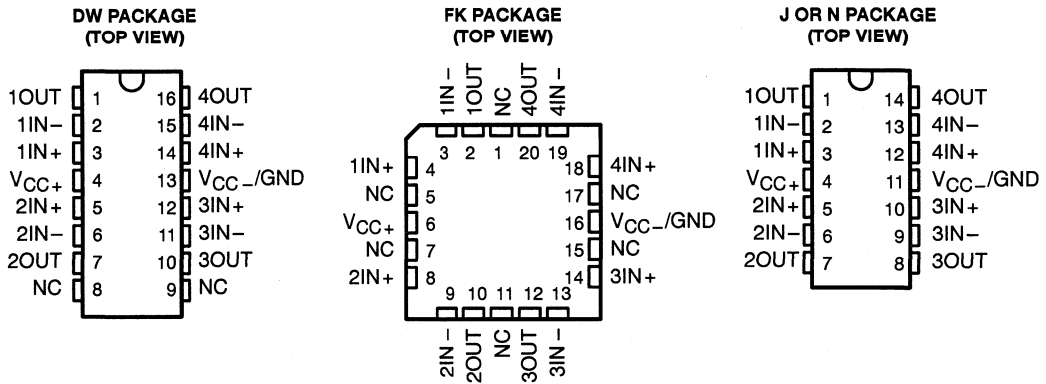 DW PACKAGE
(TOP VIEW)
1OUT 1 16 4OUT
1IN− 2 15 4IN−
1IN+ 3 14 4IN+
VCC+ 4 13 VCC−/GND
2IN+ 5 12 3IN+
2IN− 6 11 3IN−
2OUT 7 10 3OUT
NC 8 9 NC
FK PACKAGE
(TOP VIEW)
1IN− 1OUT NC 4OUT 4IN−
3 2 1 20 19
1IN+ 4 18 4IN+
NC 5 17 NC
VCC+ 6 16 VCC−/GND
NC 7 15 NC
2IN+ 8 14 3IN+
9 10 11 12 13
2IN− 2OUT NC 3OUT 3IN−
J OR N PACKAGE
(TOP VIEW)
1OUT 1 14 4OUT
1IN− 2 13 4IN−
1IN+ 3 12 4IN+
VCC+ 4 11 VCC−/GND
2IN+ 5 10 3IN+
2IN− 6 9 3IN−
2OUT 7 8 3OUT